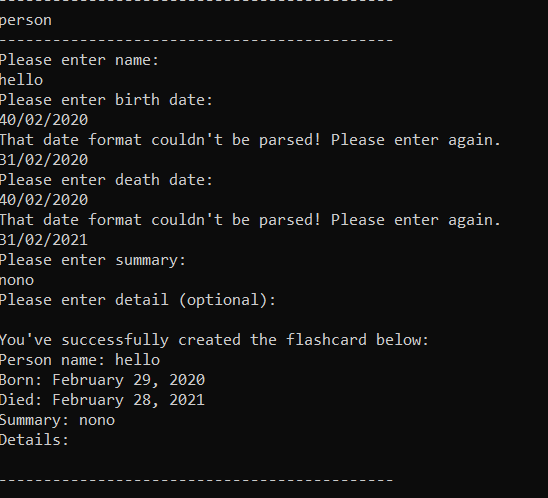 --------------------------------------------
person
--------------------------------------------
Please enter name:
hello
Please enter birth date:
40/02/2020
That date format couldn't be parsed! Please enter again.
31/02/2020
Please enter death date:
40/02/2020
That date format couldn't be parsed! Please enter again.
31/02/2021
Please enter summary:
nono
Please enter detail (optional):

You've successfully created the flashcard below:
Person name: hello
Born: February 29, 2020
Died: February 28, 2021
Summary: nono
Details:

--------------------------------------------